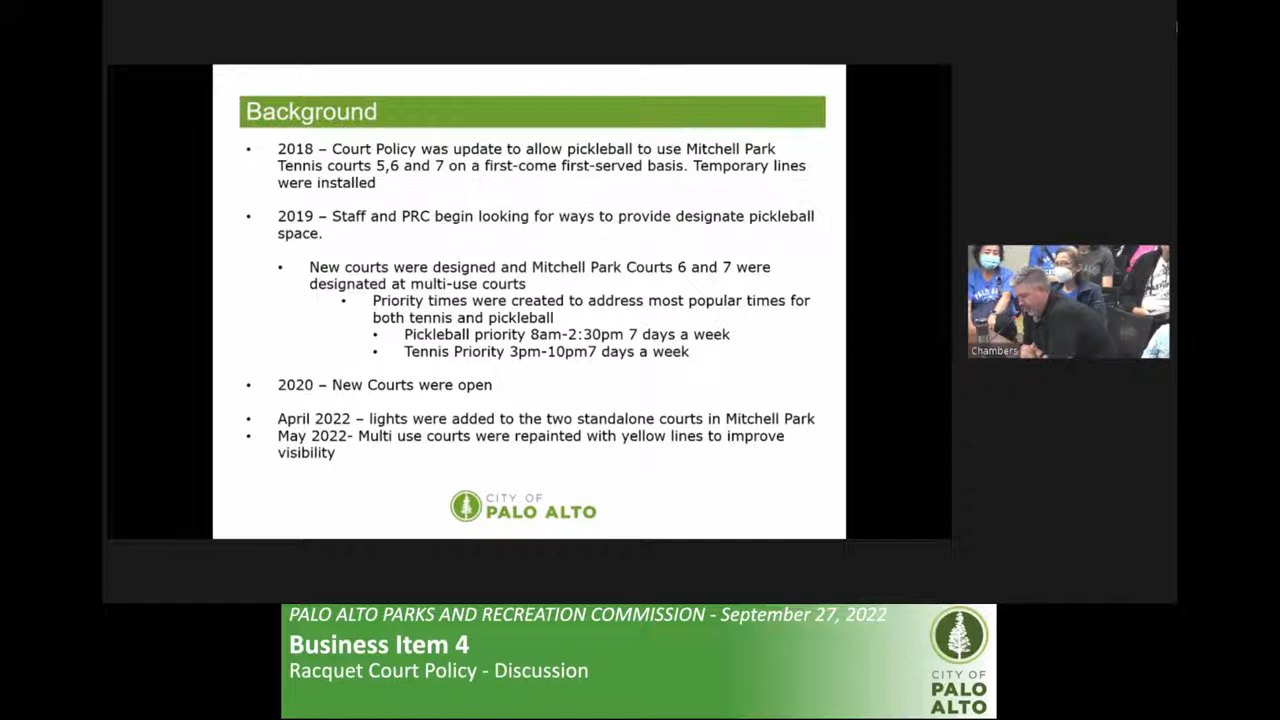 Background
• 2018 – Court Policy was update to allow pickleball to use Mitchell Park
Tennis courts 5,6 and 7 on a first-come first-served basis. Temporary lines
were installed
• 2019 – Staff and PRC begin looking for ways to provide designate pickleball
space.
• New courts were designed and Mitchell Park Courts 6 and 7 were
designated at multi-use courts
• Priority times were created to address most popular times for
both tennis and pickleball
• Pickleball priority 8am-2:30pm 7 days a week
• Tennis Priority 3pm-10pm7 days a week
• 2020 – New Courts were open
• April 2022 – lights were added to the two standalone courts in Mitchell Park
• May 2022- Multi use courts were repainted with yellow lines to improve
visibility
CITY OF
PALO ALTO
Chambers
PALO ALTO PARKS AND RECREATION COMMISSION - September 27, 2022
Business Item 4
Racquet Court Policy - Discussion
CITY OF
PALO
ALTO